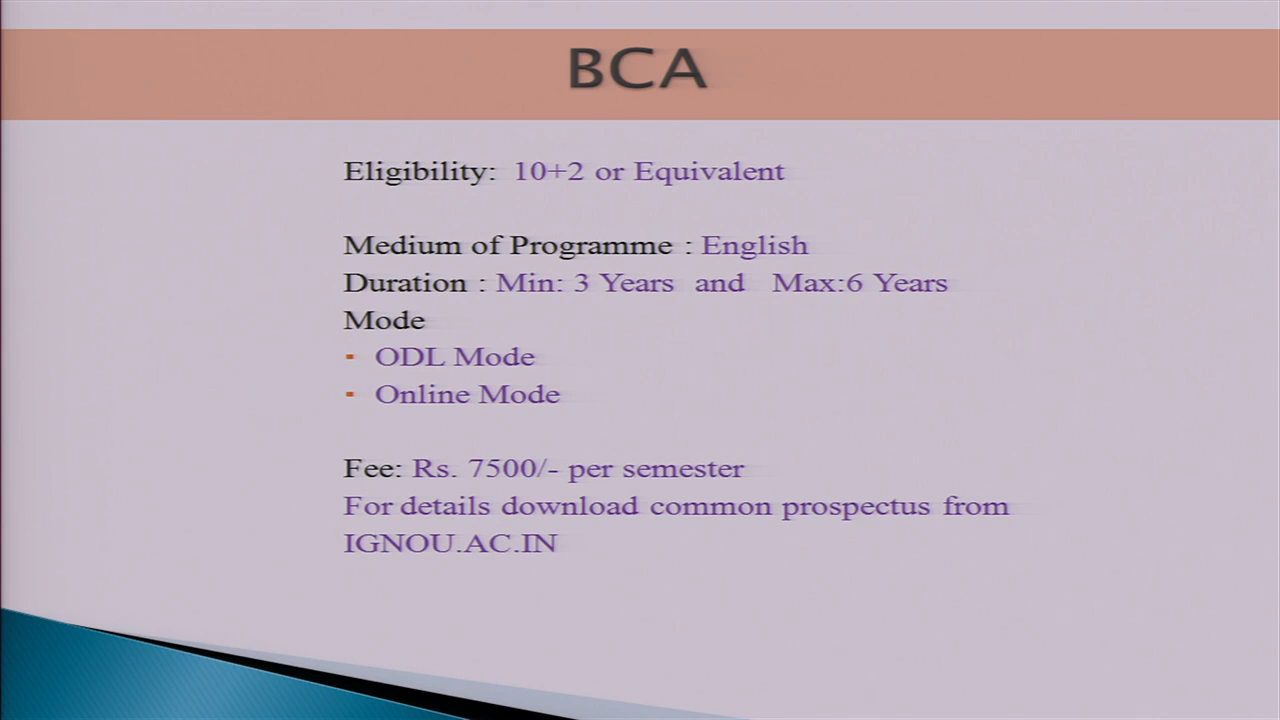 BCA
Eligibility: 10+2 or Equivalent
Medium of Programme : English
Duration : Min: 3 Years and Max:6 Years
Mode
▪ ODL Mode
▪ Online Mode
Fee: Rs. 7500/- per semester
For details download common prospectus from
IGNOU.AC.IN